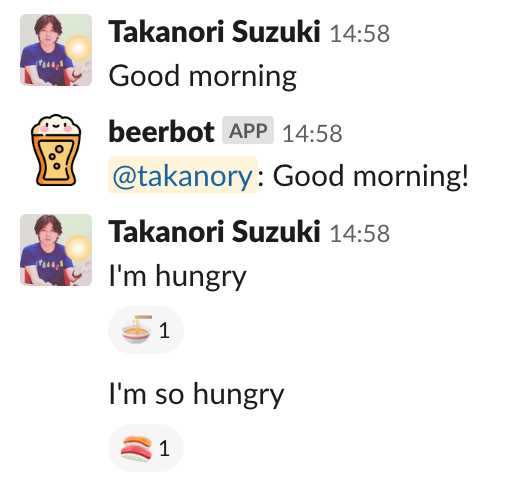 Takanori Suzuki 14:58
Good morning
beerbot APP 14:58
@takanory: Good morning!
Takanori Suzuki 14:58
I'm hungry
1
I'm so hungry
1